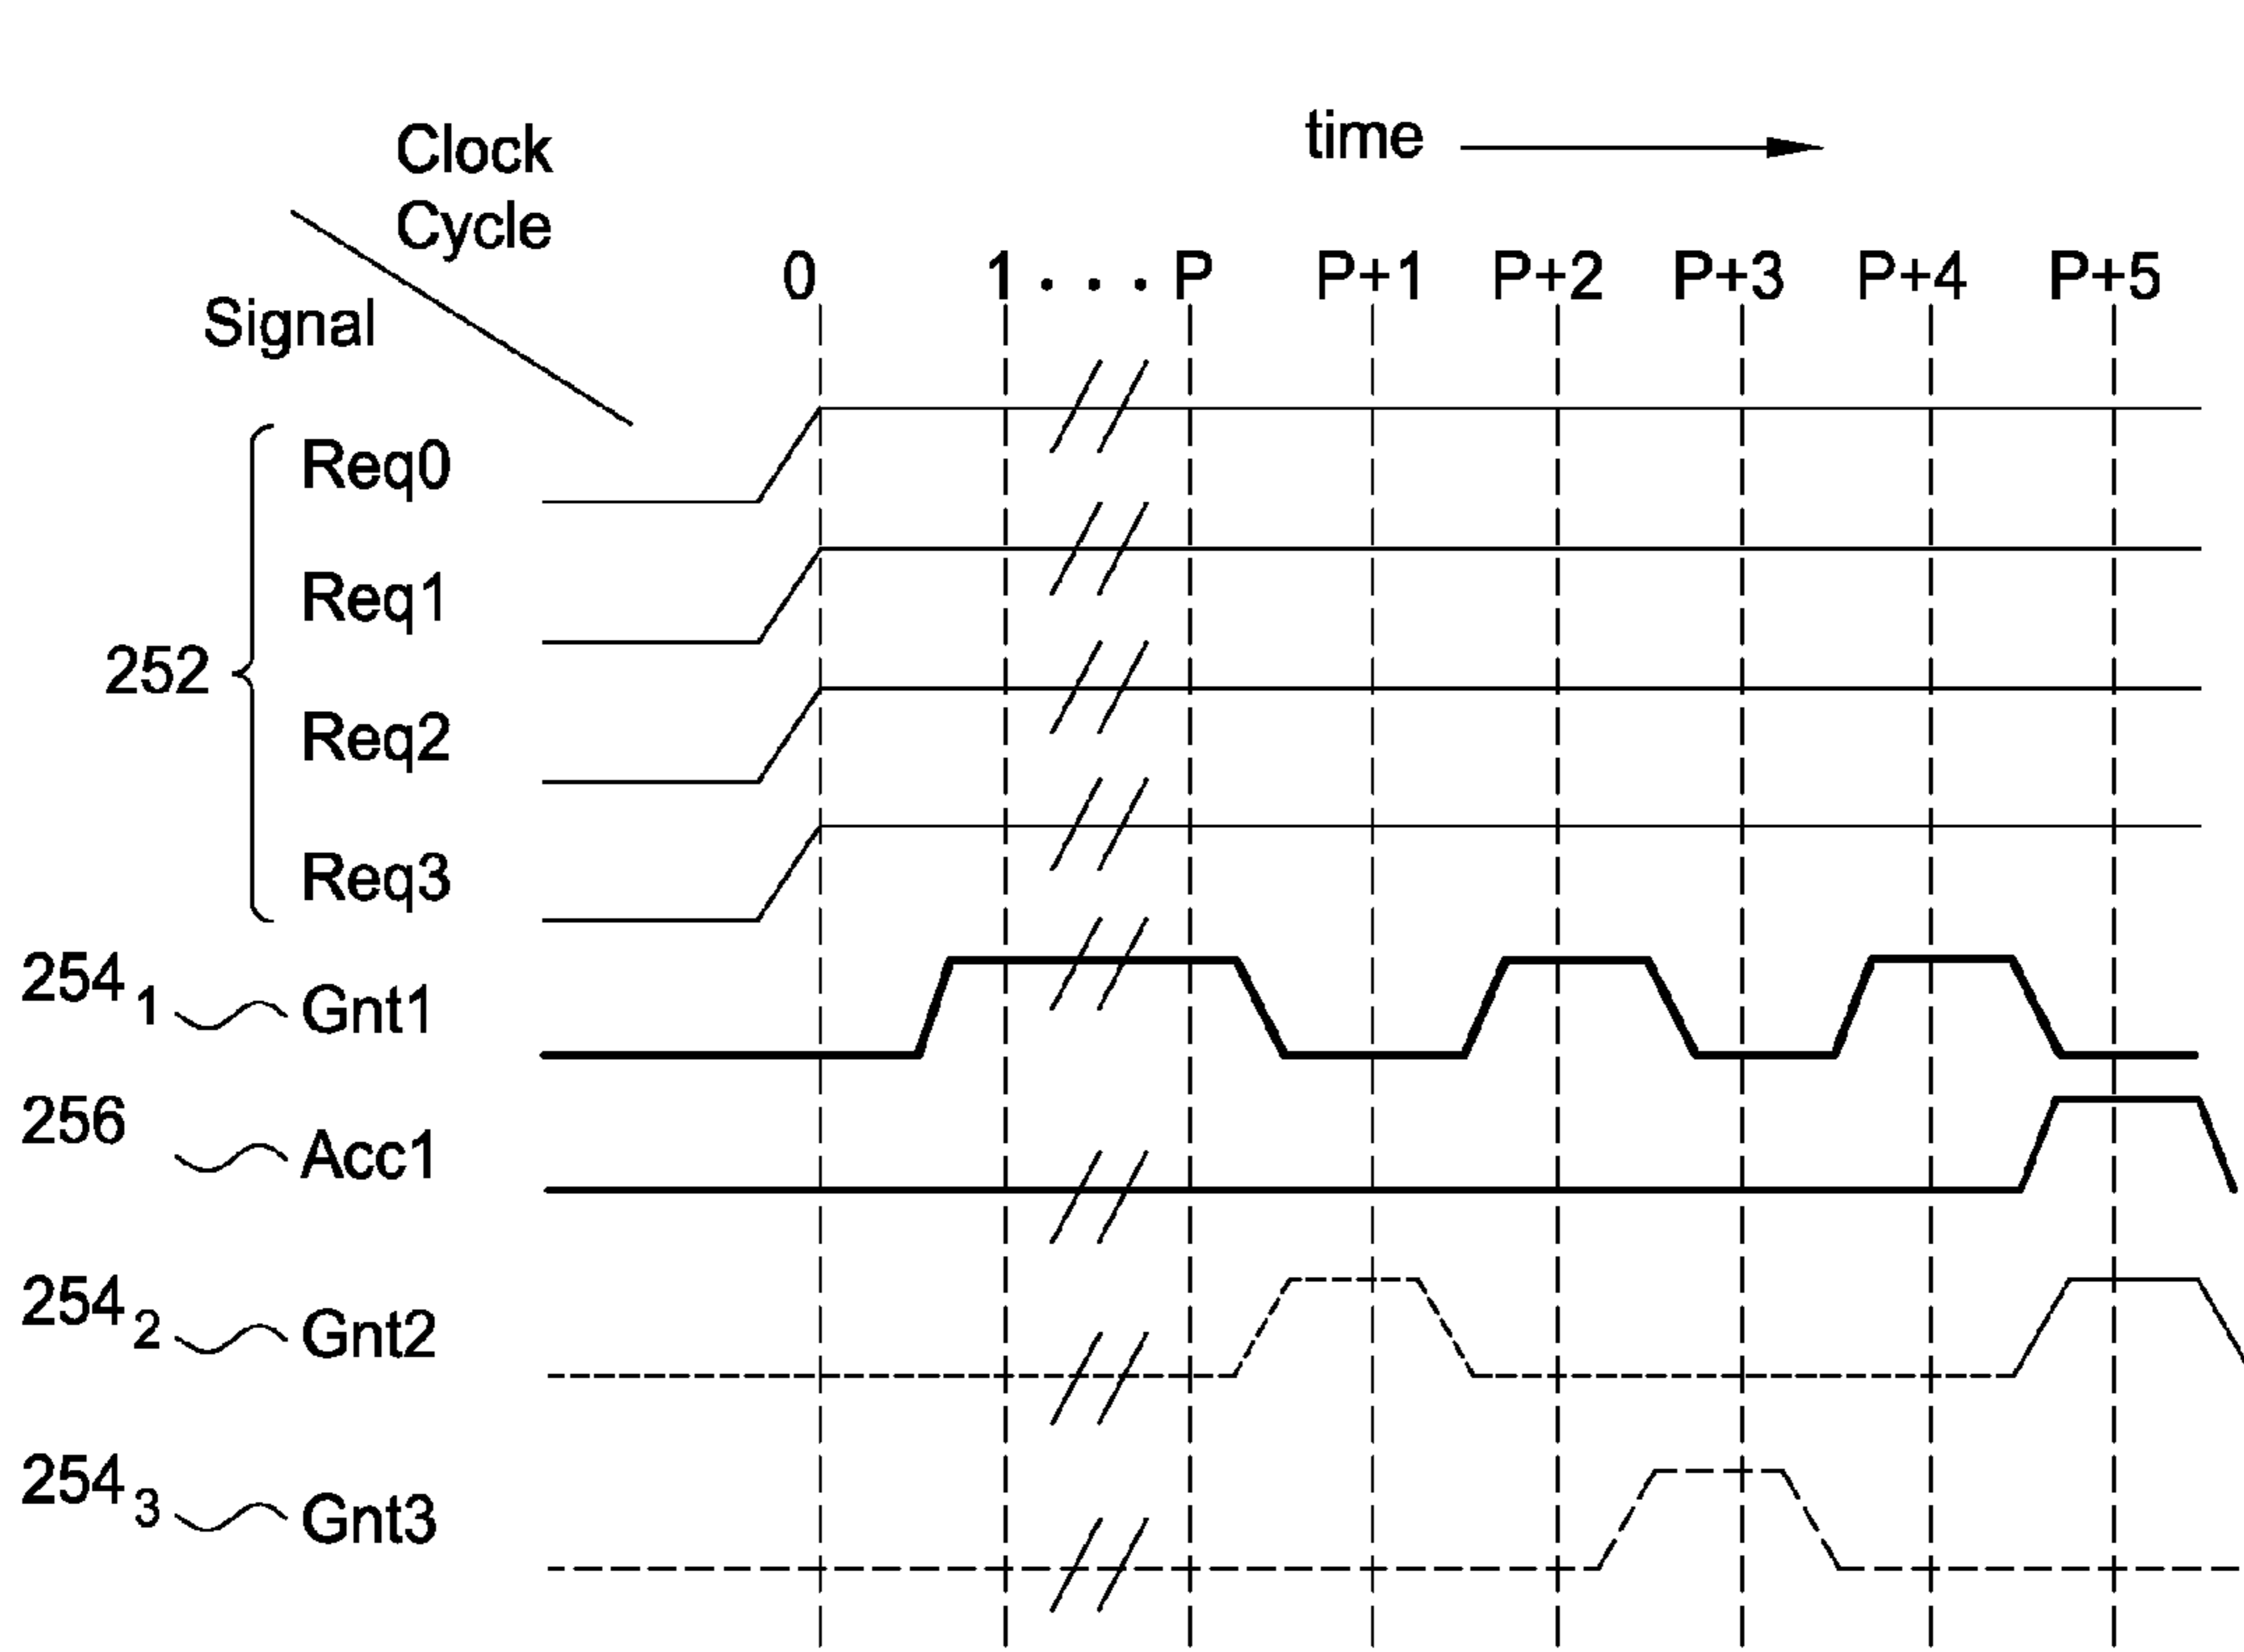 Clock
Cycle
time
Signal
0 1 . . . P P+1 P+2 P+3 P+4 P+5
Req0
Req1
252
Req2
Req3
254 1 Gnt1
256 Acc1
254 2 Gnt2
254 3 Gnt3